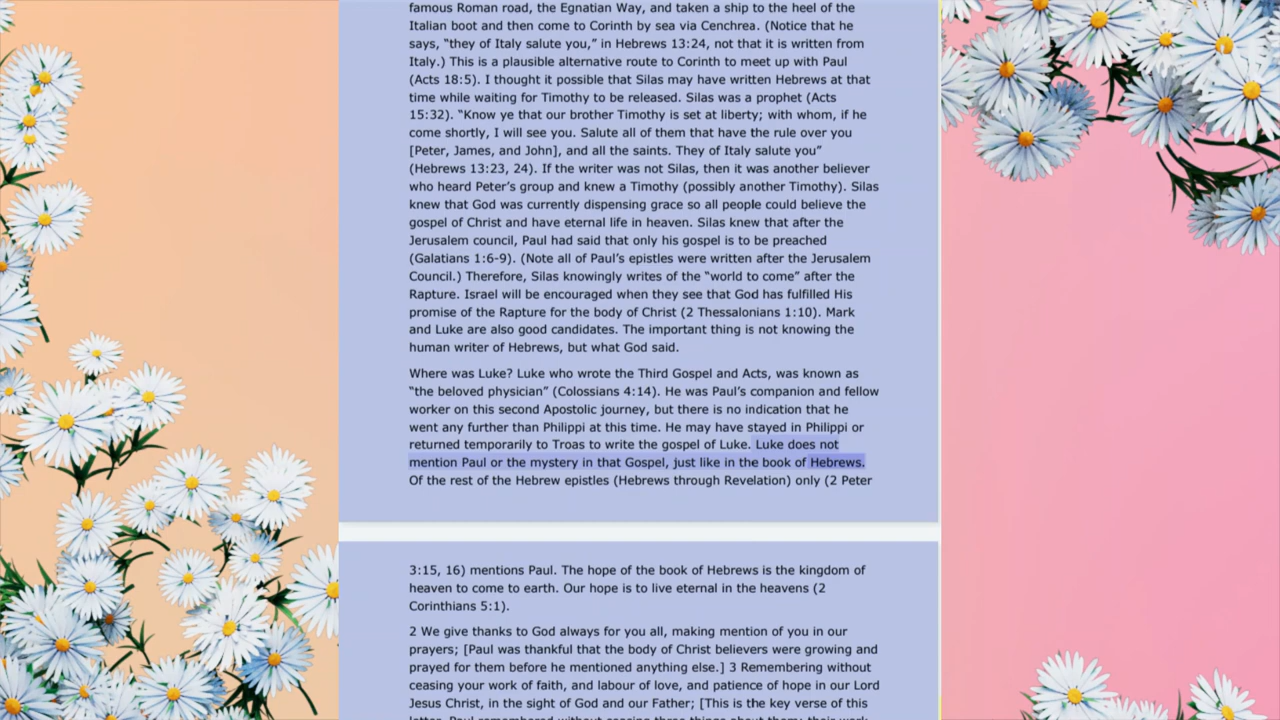 famous Roman road, the Egnatian Way, and taken a ship to the heel of the
Italian boot and then come to Corinth by sea via Cenchrea. (Notice that he
says, “they of Italy salute you,” in Hebrews 13:24, not that it is written from
Italy.) This is a plausible alternative route to Corinth to meet up with Paul
(Acts 18:5). I thought it possible that Silas may have written Hebrews at that
time while waiting for Timothy to be released. Silas was a prophet (Acts
15:32). “Know ye that our brother Timothy is set at liberty; with whom, if he
come shortly, I will see you. Salute all of them that have the rule over you
[Peter, James, and John], and all the saints. They of Italy salute you”
(Hebrews 13:23, 24). If the writer was not Silas, then it was another believer
who heard Peter’s group and knew a Timothy (possibly another Timothy). Silas
knew that God was currently dispensing grace so all people could believe the
gospel of Christ and have eternal life in heaven. Silas knew that after the
Jerusalem council, Paul had said that only his gospel is to be preached
(Galatians 1:6-9). (Note all of Paul’s epistles were written after the Jerusalem
Council.) Therefore, Silas knowingly writes of the “world to come” after the
Rapture. Israel will be encouraged when they see that God has fulfilled His
promise of the Rapture for the body of Christ (2 Thessalonians 1:10). Mark
and Luke are also good candidates. The important thing is not knowing the
human writer of Hebrews, but what God said.
Where was Luke? Luke who wrote the Third Gospel and Acts, was known as
“the beloved physician” (Colossians 4:14). He was Paul’s companion and fellow
worker on this second Apostolic journey, but there is no indication that he
went any further than Philippi at this time. He may have stayed in Philippi or
returned temporarily to Troas to write the gospel of Luke. Luke does not
mention Paul or the mystery in that Gospel, just like in the book of Hebrews.
Of the rest of the Hebrew epistles (Hebrews through Revelation) only (2 Peter
3:15, 16) mentions Paul. The hope of the book of Hebrews is the kingdom of
heaven to come to earth. Our hope is to live eternal in the heavens (2
Corinthians 5:1).
2 We give thanks to God always for you all, making mention of you in our
prayers; [Paul was thankful that the body of Christ believers were growing and
prayed for them before he mentioned anything else.] 3 Remembering without
ceasing your work of faith, and labour of love, and patience of hope in our Lord
Jesus Christ, in the sight of God and our Father; [This is the key verse of this
letter. Paul remembered without ceasing three things about them: their work